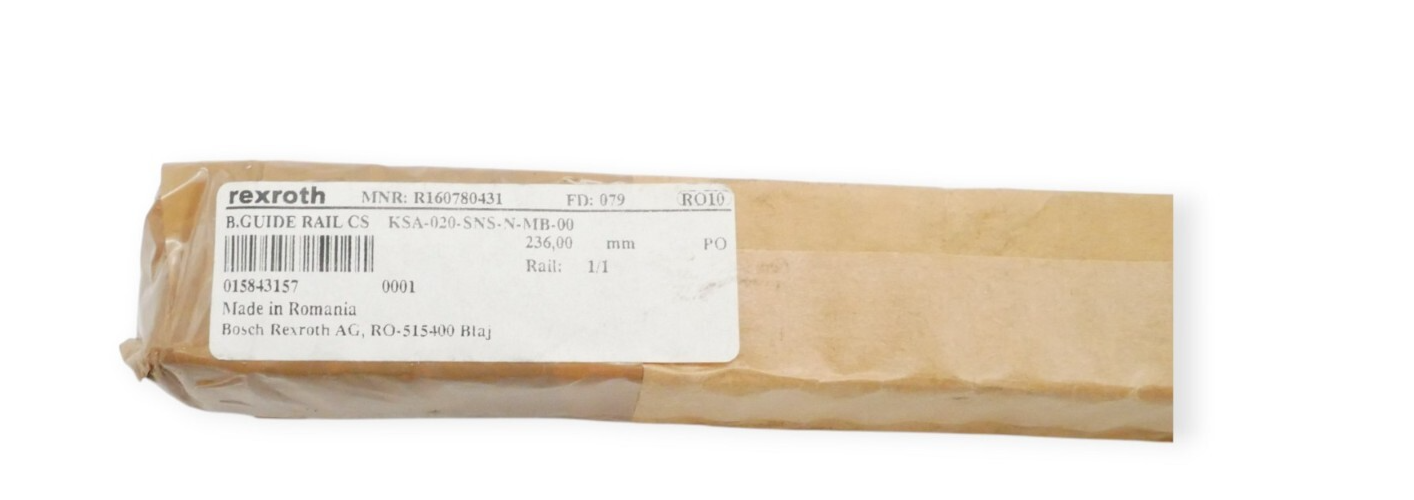 rexroth MNR: R160780431 FD: 079 RO10
B.GUIDE RAIL CS KSA-020-SNS-N-MB-00
236,00 mm PO
Rail: 1/1
015843157 0001
Made in Romania
Bosch Rexroth AG, RO-515400 Blaj